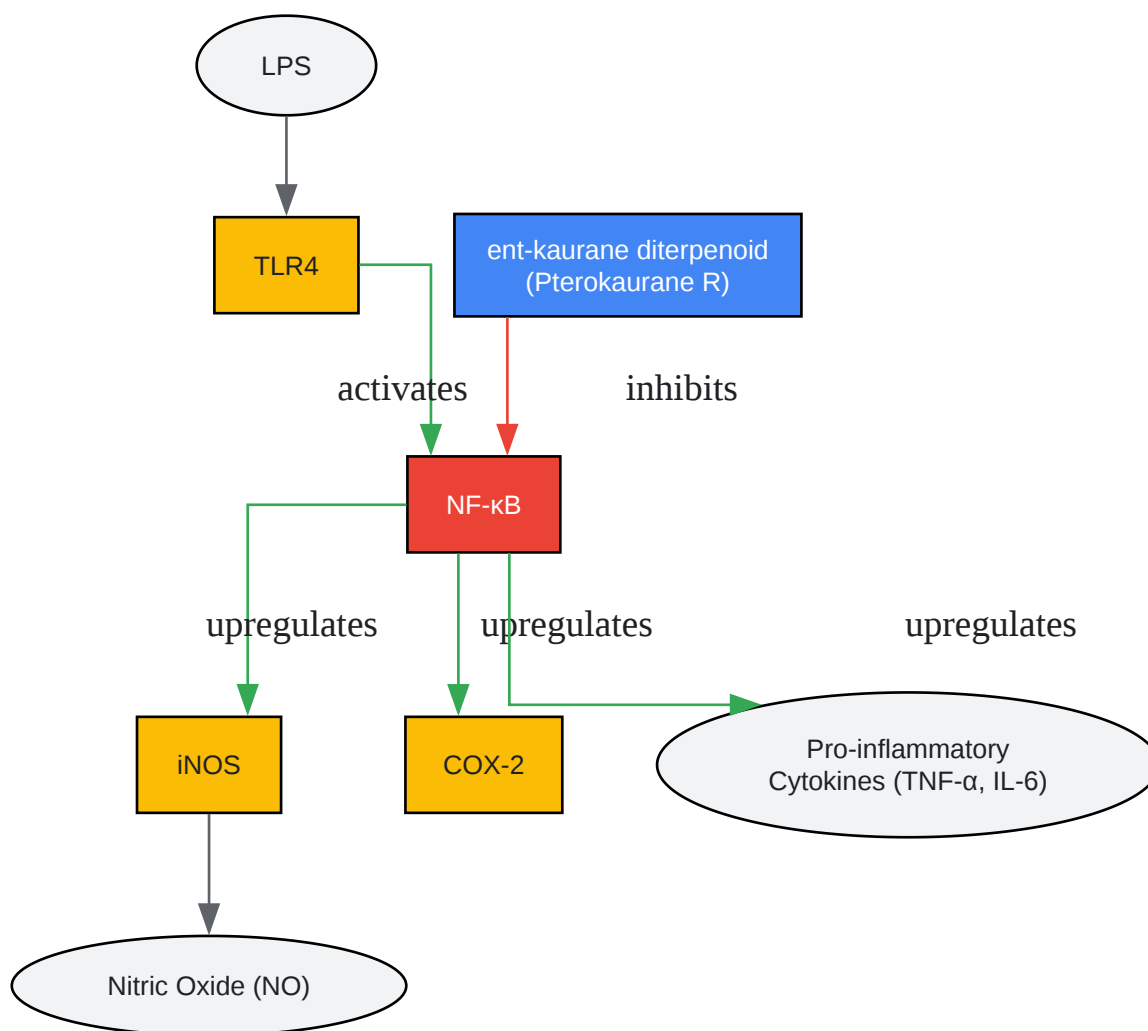 LPS
TLR4
ent-kaurane diterpenoid
(Pterokaurane R)
activates
inhibits
NF-κB
upregulates
upregulates
upregulates
iNOS
COX-2
Pro-inflammatory
Cytokines (TNF-α, IL-6)
Nitric Oxide (NO)